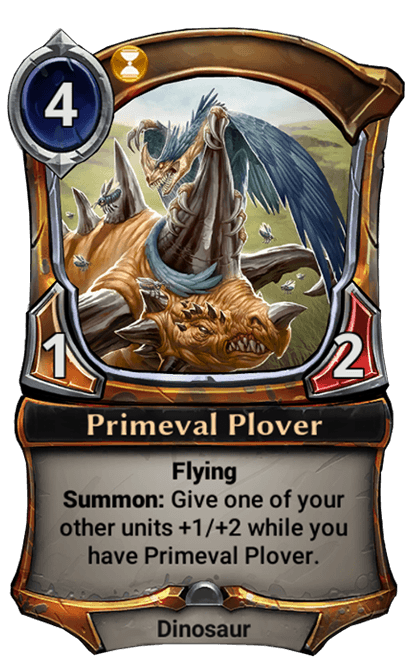 4
1
2
Primeval Plover
Flying
Summon: Give one of your
other units +1/+2 while you
have Primeval Plover.
Dinosaur